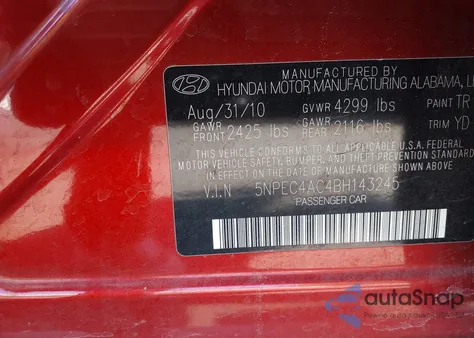 MANUFACTURED BY
HYUNDAI MOTOR MANUFACTURING ALABAMA,
Aug/31/10 GVWR 4299 lbs PAINT TR
GAWR FRONT 2425 lbs GAWR REAR 2116 lbs TRIM YD
THIS VEHICLE CONFORMS TO ALL APPLICABLE U.S.A. FEDERAL
MOTOR VEHICLE SAFETY, BUMPER, AND THEFT PREVENTION STANDARD
IN EFFECT ON THE DATE OF MANUFACTURE SHOWN ABOVE.
V.I.N 5NPEC4AC4BH143245
PASSENGER CAR
autoSnap